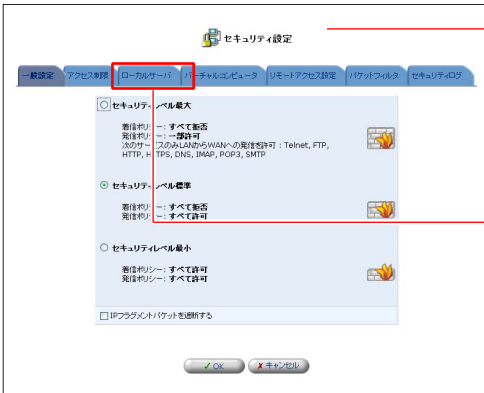 セキュリティ設定
一般設定 アクセス制限 ローカルサーバ バーチャルコンピュータ リモートアクセス設定 パケットフィルタ セキュリティログ
セキュリティレベル最大
着信ポリシー: すべて拒否
発信ポリシー: 一部許可
次のサービスのみLANからWANへの発信を許可: Telnet, FTP,
HTTP, HTTPS, DNS, IMAP, POP3, SMTP
セキュリティレベル標準
着信ポリシー: すべて拒否
発信ポリシー: すべて許可
セキュリティレベル最小
着信ポリシー: すべて許可
発信ポリシー: すべて許可
IPフラグメントパケットを遮断する
OK キャンセル